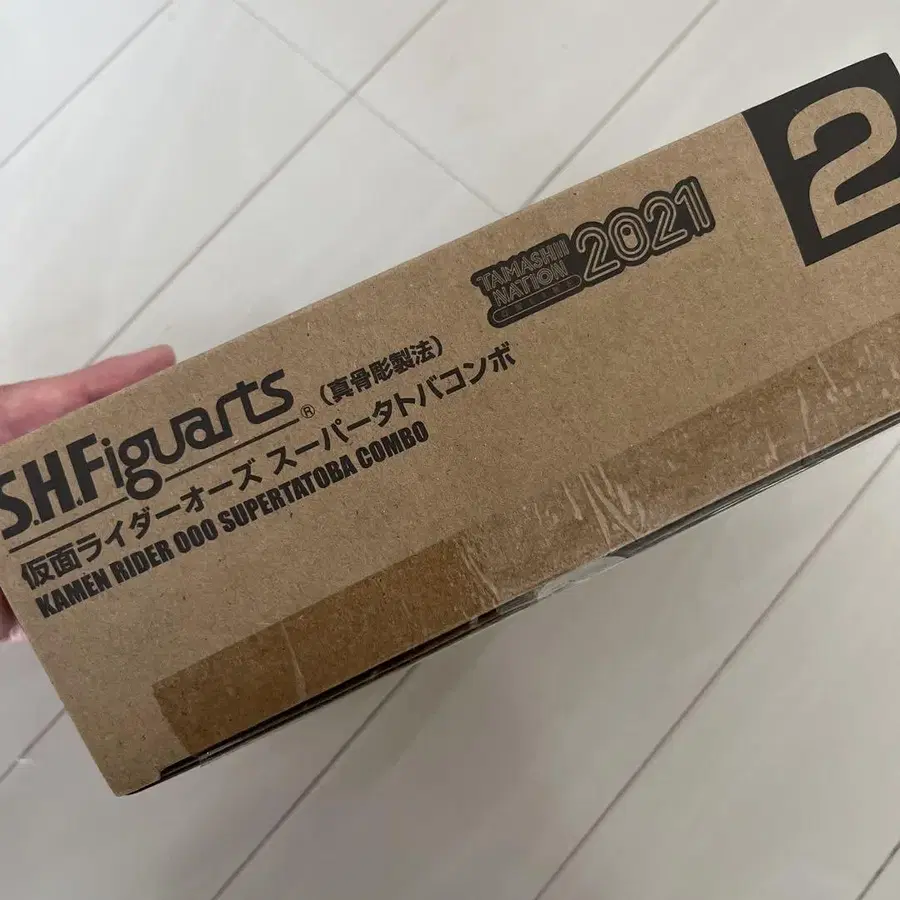 2
TAMASHII
NATION
ONLINE
2021
S.H.Figuarts® (真骨彫製法)
仮面ライダーオーズ スーパータトバコンボ
KAMEN RIDER OOO SUPERTATOBA COMBO